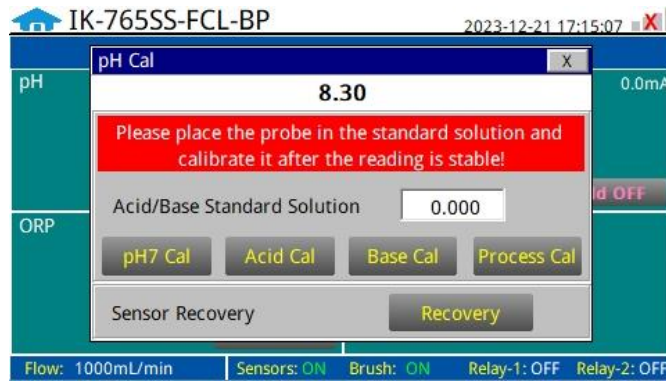 IK-765SS-FCL-BP 2023-12-21 17:15:07
pH Cal X
pH 0.0mA
8.30
Please place the probe in the standard solution and
calibrate it after the reading is stable!
Acid/Base Standard Solution 0.000
OFF
ORP
pH7 Cal Acid Cal Base Cal Process Cal
Sensor Recovery Recovery
Flow: 1000mL/min Sensors: ON Brush: ON Relay-1: OFF Relay-2: OFF